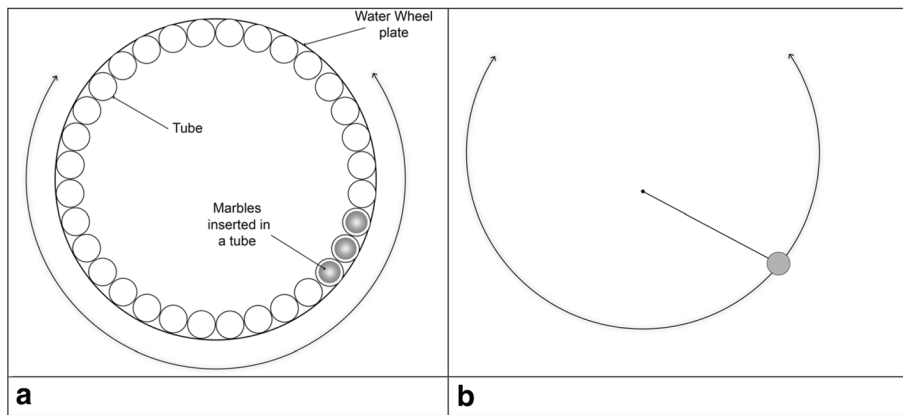 Water Wheel
plate
Tube
Marbles
inserted in
a tube
a
b